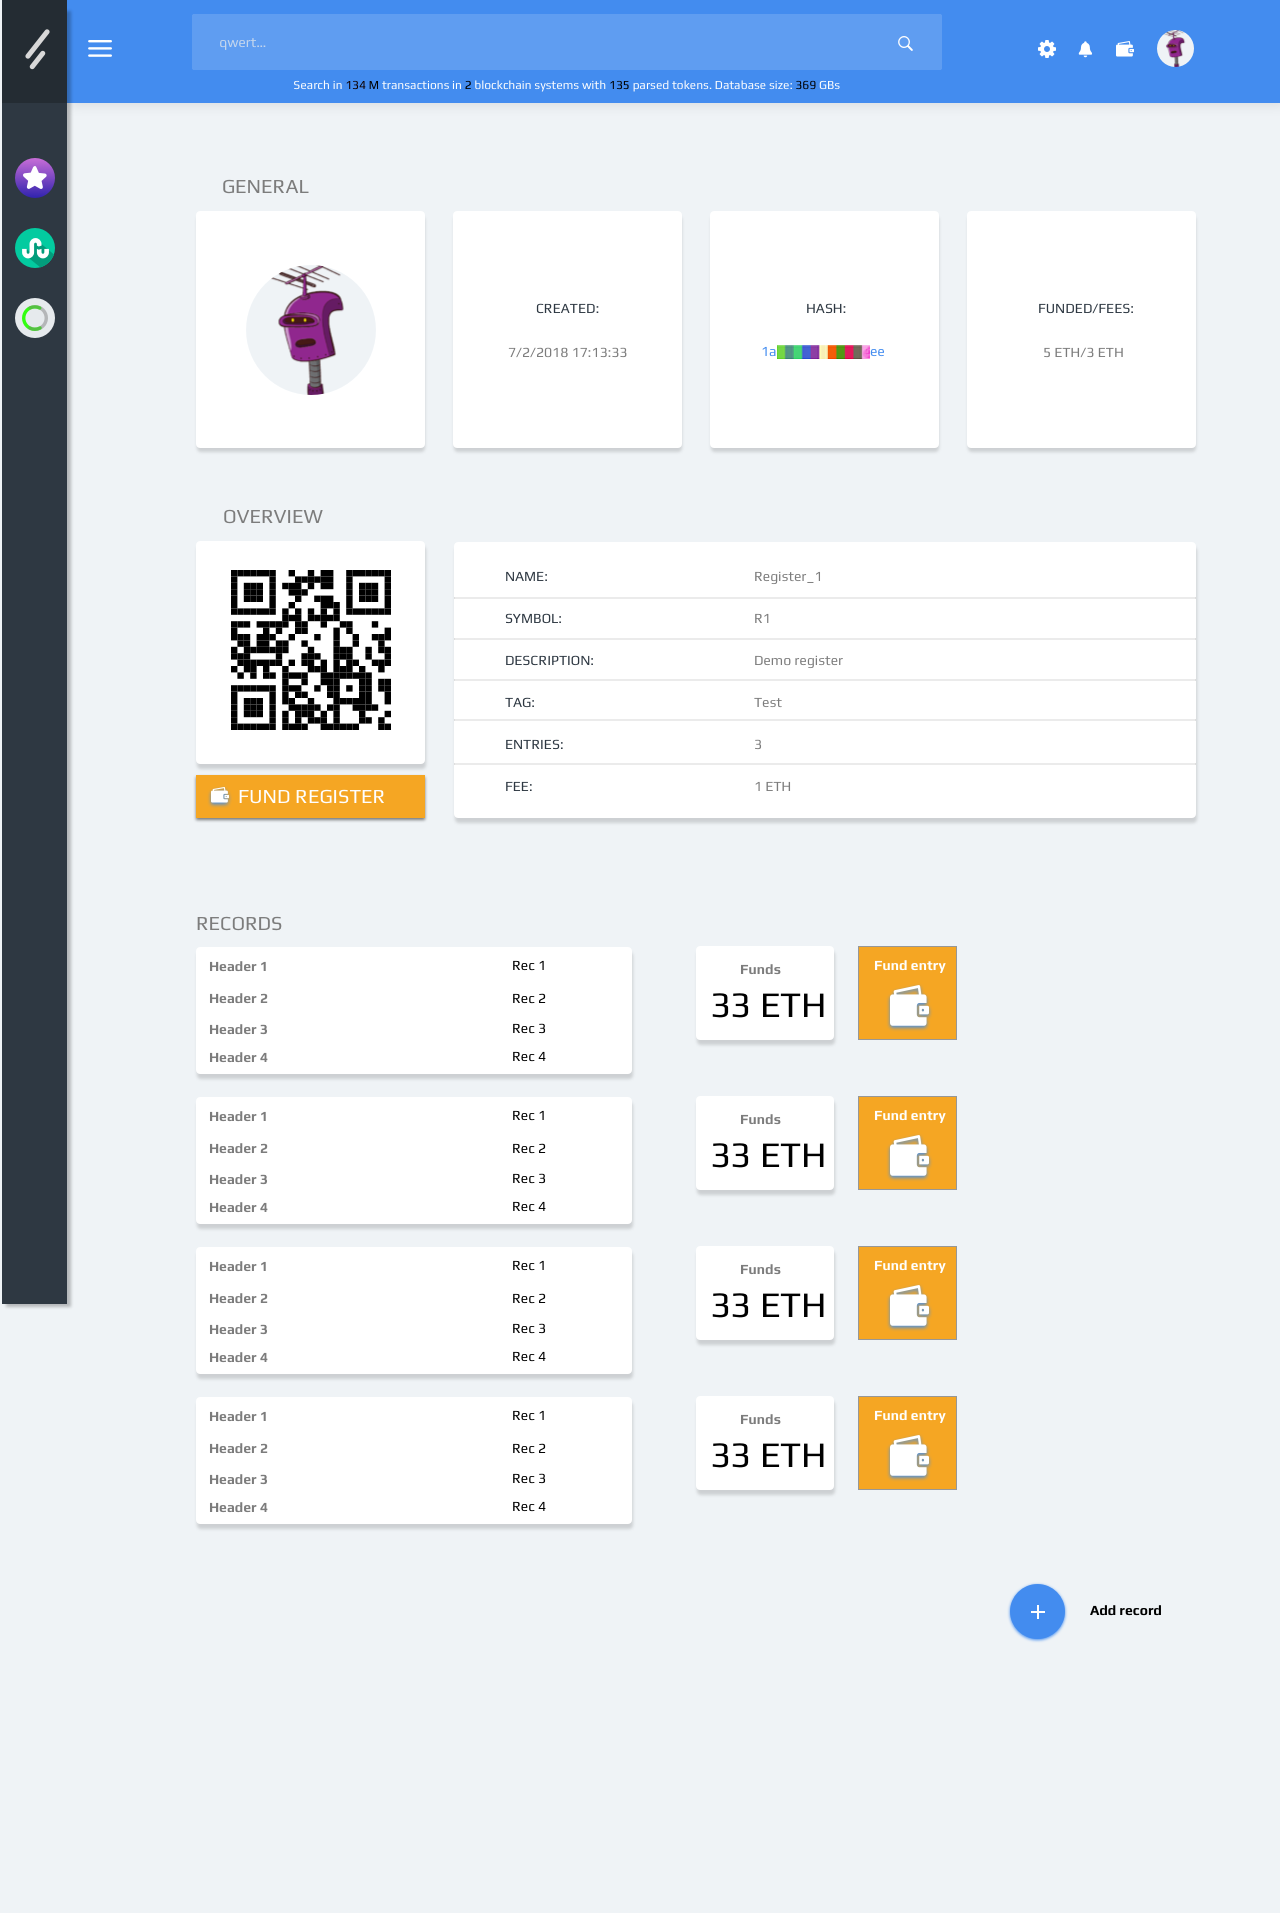 qwert...
Search in 134 M transactions in 2 blockchain systems with 135 parsed tokens. Database size: 369 GBs
GENERAL
CREATED:
7/2/2018 17:13:33
HASH:
1a ee
FUNDED/FEES:
5 ETH/3 ETH
OVERVIEW
FUND REGISTER
NAME: Register_1
SYMBOL: R1
DESCRIPTION: Demo register
TAG: Test
ENTRIES: 3
FEE: 1 ETH
RECORDS
Header 1 Rec 1
Header 2 Rec 2
Header 3 Rec 3
Header 4 Rec 4
Funds
33 ETH
Fund entry
Header 1 Rec 1
Header 2 Rec 2
Header 3 Rec 3
Header 4 Rec 4
Funds
33 ETH
Fund entry
Header 1 Rec 1
Header 2 Rec 2
Header 3 Rec 3
Header 4 Rec 4
Funds
33 ETH
Fund entry
Header 1 Rec 1
Header 2 Rec 2
Header 3 Rec 3
Header 4 Rec 4
Funds
33 ETH
Fund entry
Add record